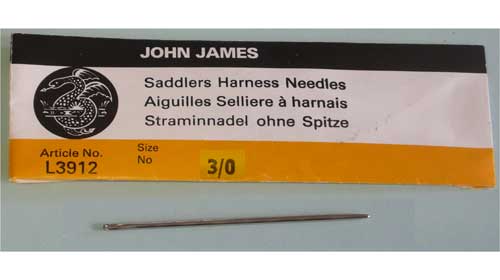 JOHN JAMES
Saddlers Harness Needles
Aiguilles Selliere à harnais
Straminnadel ohne Spitze
Article No.
L3912
Size
No
3/0